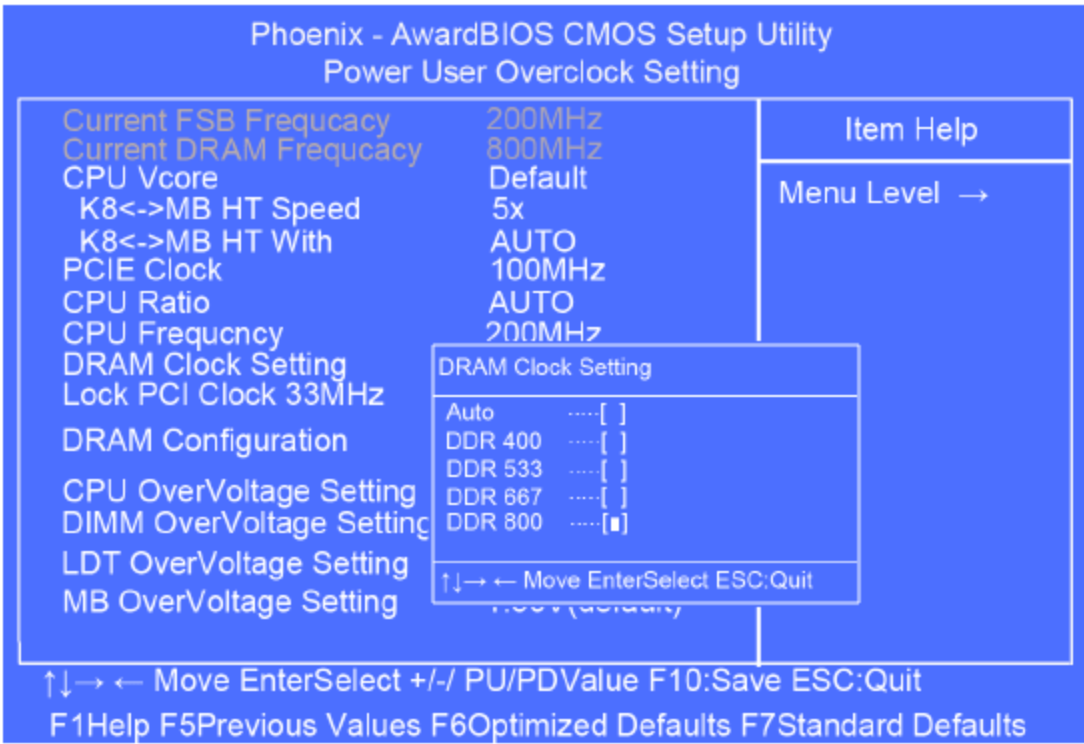 Phoenix - AwardBIOS CMOS Setup Utility
Power User Overclock Setting
Current FSB Frequcacy 200MHz
Current DRAM Frequcacy 800MHz
CPU Vcore Default
K8<->MB HT Speed 5x
K8<->MB HT With AUTO
PCIE Clock 100MHz
CPU Ratio AUTO
CPU Frequcncy 200MHz
DRAM Clock Setting
Lock PCI Clock 33MHz
DRAM Configuration
CPU OverVoltage Setting
DIMM OverVoltage Setting
LDT OverVoltage Setting
MB OverVoltage Setting
Item Help
Menu Level →
DRAM Clock Setting
Auto ·····[ ]
DDR 400 ·····[ ]
DDR 533 ·····[ ]
DDR 667 ·····[ ]
DDR 800 ·····[∎]
↑↓→ ← Move EnterSelect ESC:Quit
↑↓→ ← Move EnterSelect +/-/ PU/PDValue F10:Save ESC:Quit
F1Help F5Previous Values F6Optimized Defaults F7Standard Defaults